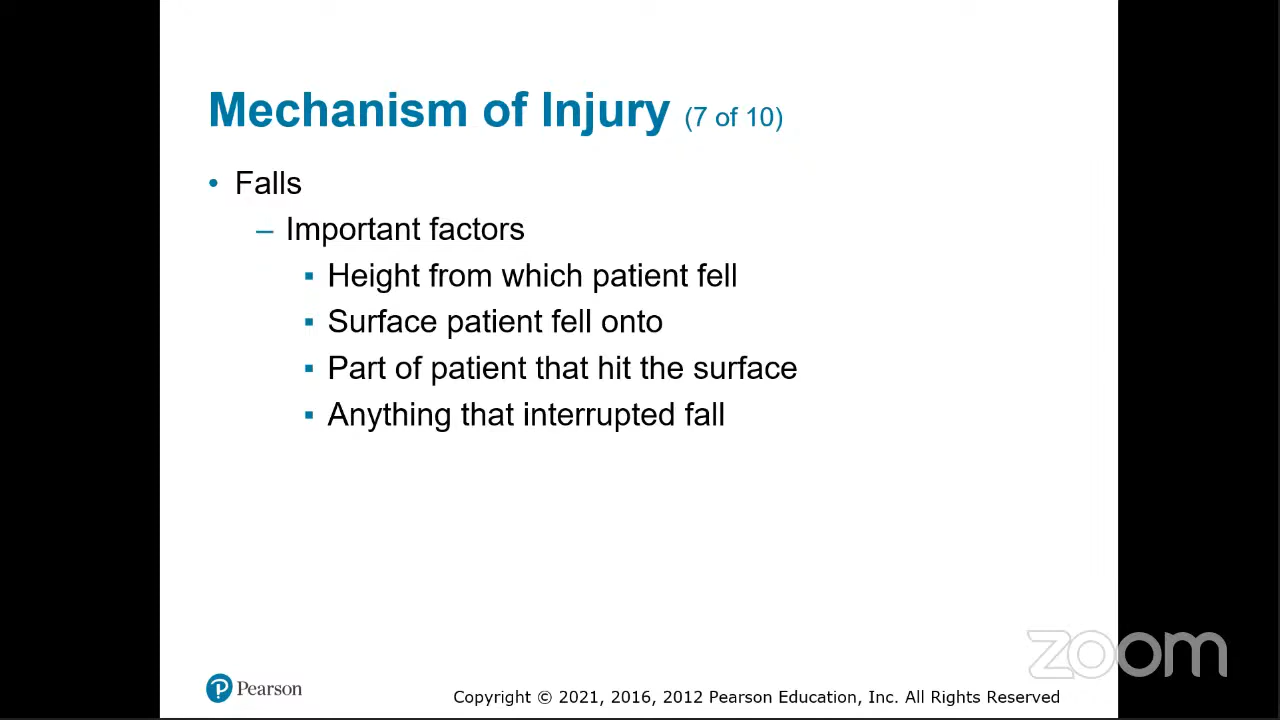 Mechanism of Injury (7 of 10)
• Falls
– Important factors
▪ Height from which patient fell
▪ Surface patient fell onto
▪ Part of patient that hit the surface
▪ Anything that interrupted fall
zoom
Pearson
Copyright © 2021, 2016, 2012 Pearson Education, Inc. All Rights Reserved